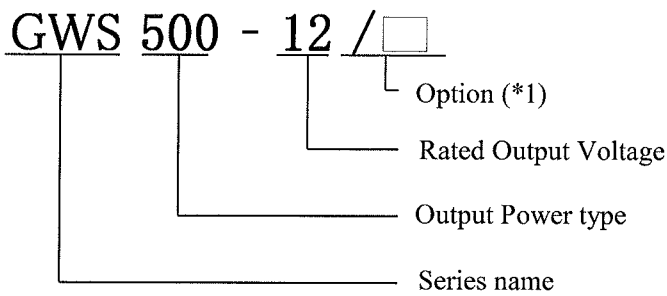 GWS 500 - 12 / □
Option (*1)
Rated Output Voltage
Output Power type
Series name